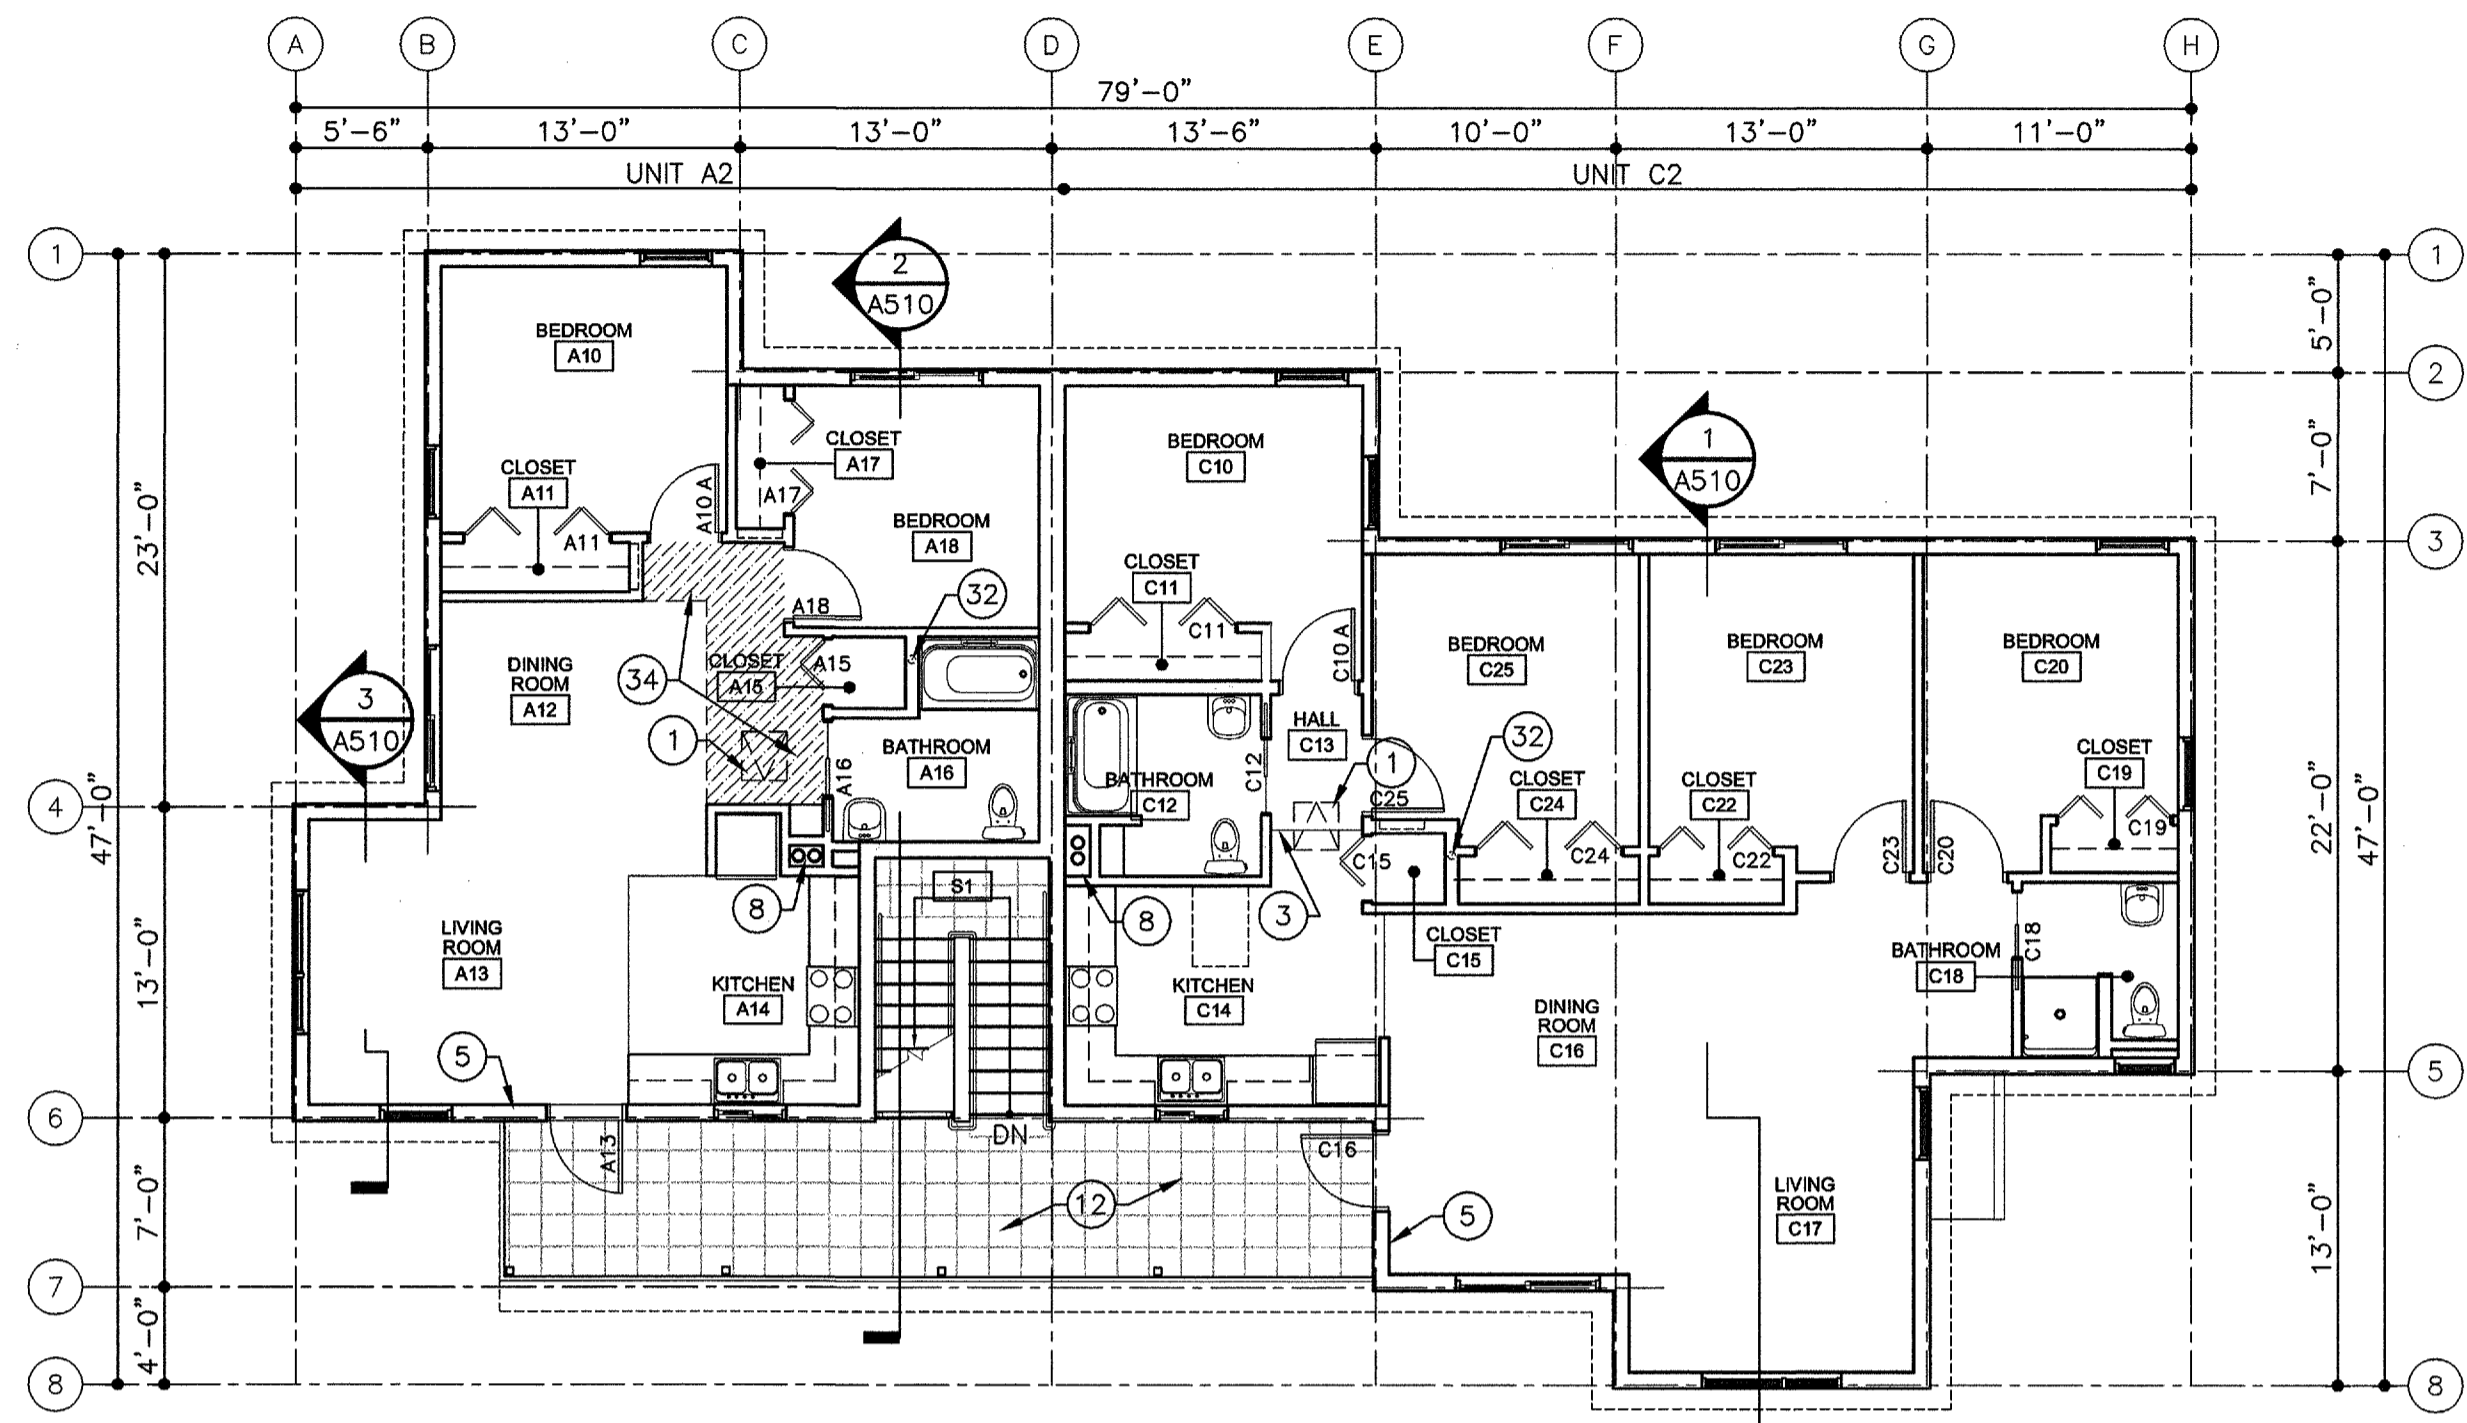 A B C D E F G H
79'-0"
5'-6" 13'-0" 13'-0" 13'-6" 10'-0" 13'-0" 11'-0"
UNIT A2 UNIT C2
1 1
2
A510
5'-0"
BEDROOM
A10
2
CLOSET
A17
BEDROOM
C10
1
A510
7'-0"
CLOSET
A11
A10A
A17
23'-0"
BEDROOM
A18
A11
3
CLOSET
C11
32
A18
C11
C10A
BEDROOM
C25
BEDROOM
C23
BEDROOM
C20
DINING
ROOM
A12
34
CLOSET
A15
A15
3
A510
1
BATHROOM
A16
A16
HALL
C13
C12
BATHROOM
C12
1
32
C25
CLOSET
C24
CLOSET
C22
CLOSET
C19
4
47'-0"
22'-0"
47'-0"
C19
C15
C24
C22
C23
C20
S1
8
8
3
LIVING
ROOM
A13
13'-0"
CLOSET
C15
BATHROOM
C18
C18
KITCHEN
A14
KITCHEN
C14
DINING
ROOM
C16
5
5
6
DN
A13
C16
7'-0"
12
5
LIVING
ROOM
C17
13'-0"
7
4'-0"
8 8